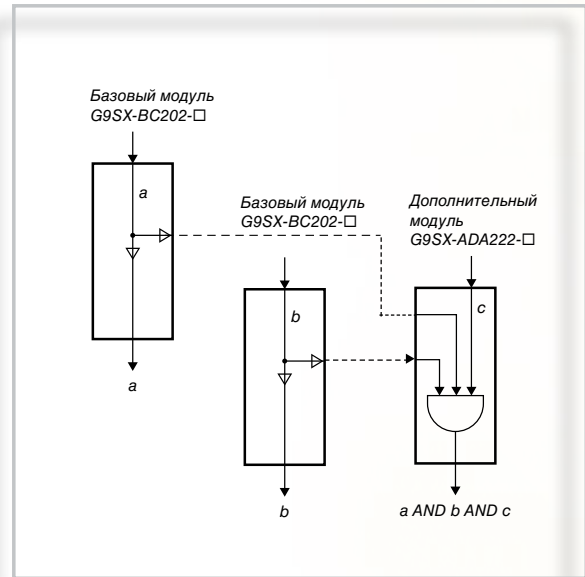 Базовый модуль
G9SX-BC202-□
a
a
Базовый модуль
G9SX-BC202-□
b
b
Дополнительный
модуль
G9SX-ADA222-□
c
a AND b AND c